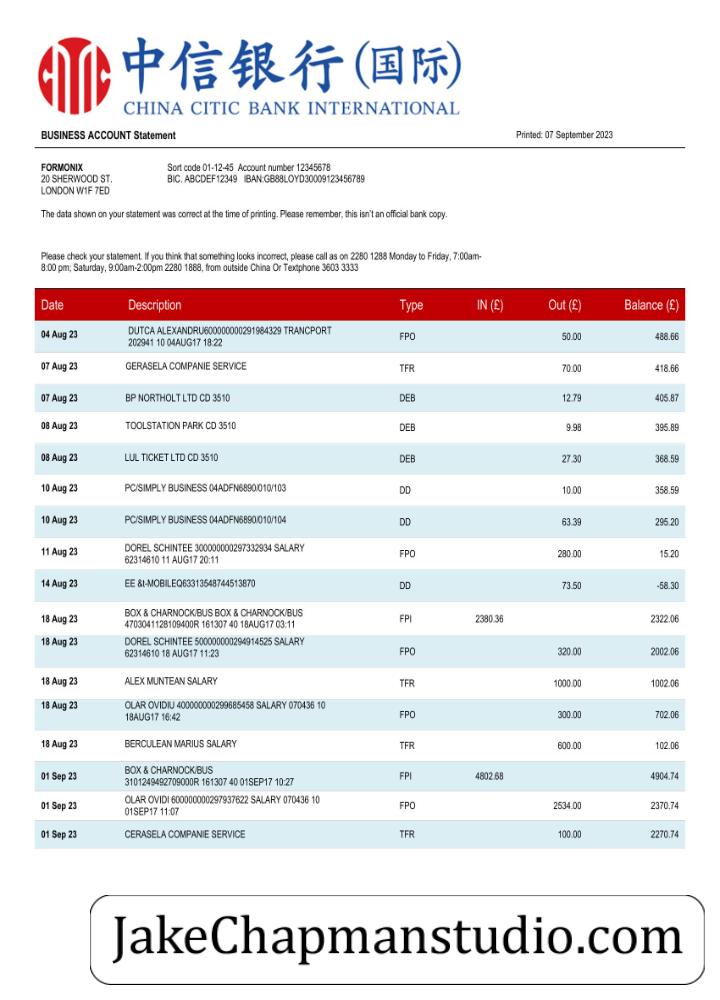 中信银行(国际)
CHINA CITIC BANK INTERNATIONAL
BUSINESS ACCOUNT Statement Printed: 07 September 2023
FORMONIX Sort code 01-12-45 Account number 12345678
20 SHERWOOD ST. BIC. ABCDEF12349 IBAN:GB88LOYD30009123456789
LONDON W1F 7ED
The data shown on your statement was correct at the time of printing. Please remember, this isn't an official bank copy.
Please check your statement. If you think that something looks incorrect, please call as on 2280 1288 Monday to Friday, 7:00am-
8:00 pm; Saturday, 9:00am-2:00pm 2280 1888, from outside China Or Textphone 3603 3333
Date Description Type IN (£) Out (£) Balance (£)
04 Aug 23 DUTCA ALEXANDRU600000000291984329 TRANCPORT
202941 10 04AUG17 18:22 FPO 50.00 488.66
07 Aug 23 GERASELA COMPANIE SERVICE TFR 70.00 418.66
07 Aug 23 BP NORTHOLT LTD CD 3510 DEB 12.79 405.87
08 Aug 23 TOOLSTATION PARK CD 3510 DEB 9.98 395.89
08 Aug 23 LUL TICKET LTD CD 3510 DEB 27.30 368.59
10 Aug 23 PC/SIMPLY BUSINESS 04ADFN6890/010/103 DD 10.00 358.59
10 Aug 23 PC/SIMPLY BUSINESS 04ADFN6890/010/104 DD 63.39 295.20
11 Aug 23 DOREL SCHINTEE 300000000297332934 SALARY
62314610 11 AUG17 20:11 FPO 280.00 15.20
14 Aug 23 EE &t-MOBILEQ63313548744513870 DD 73.50 -58.30
18 Aug 23 BOX & CHARNOCK/BUS BOX & CHARNOCK/BUS
4703041128109400R 161307 40 18AUG17 03:11 FPI 2380.36 2322.06
18 Aug 23 DOREL SCHINTEE 500000000294914525 SALARY
62314610 18 AUG17 11:23 FPO 320.00 2002.06
18 Aug 23 ALEX MUNTEAN SALARY TFR 1000.00 1002.06
18 Aug 23 OLAR OVIDIU 400000000299685458 SALARY 070436 10
18AUG17 16:42 FPO 300.00 702.06
18 Aug 23 BERCULEAN MARIUS SALARY TFR 600.00 102.06
01 Sep 23 BOX & CHARNOCK/BUS
3101249492709000R 161307 40 01SEP17 10:27 FPI 4802.68 4904.74
01 Sep 23 OLAR OVIDI 600000000297937622 SALARY 070436 10
01SEP17 11:07 FPO 2534.00 2370.74
01 Sep 23 CERASELA COMPANIE SERVICE TFR 100.00 2270.74
JakeChapmanstudio.com